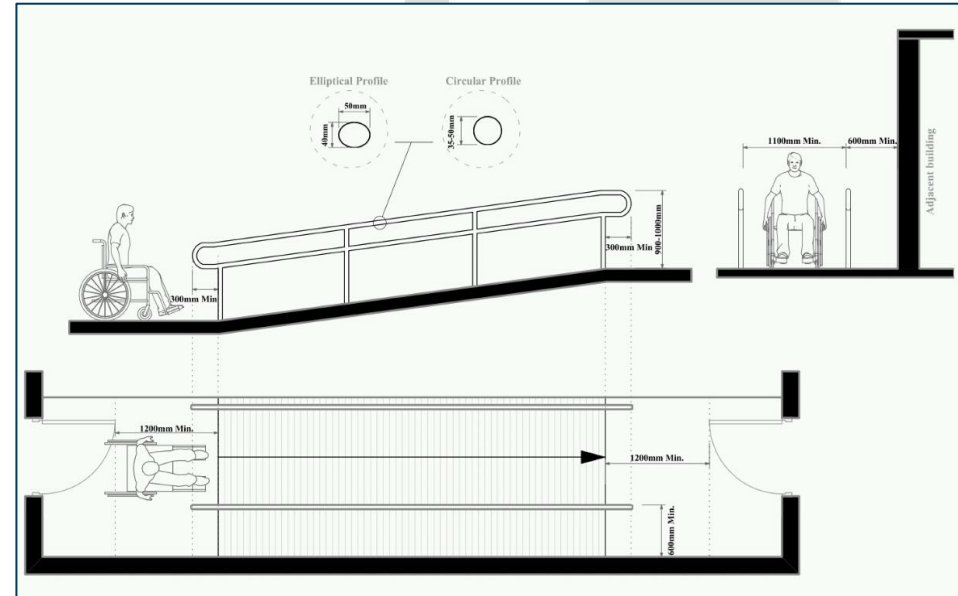 Elliptical Profile
Circular Profile
50mm
40mm
35-50mm
1100mm Min.
600mm Min.
Adjacent building
300mm Min
900-1000mm
300mm Min
1200mm Min.
1200mm Min.
600mm Min.